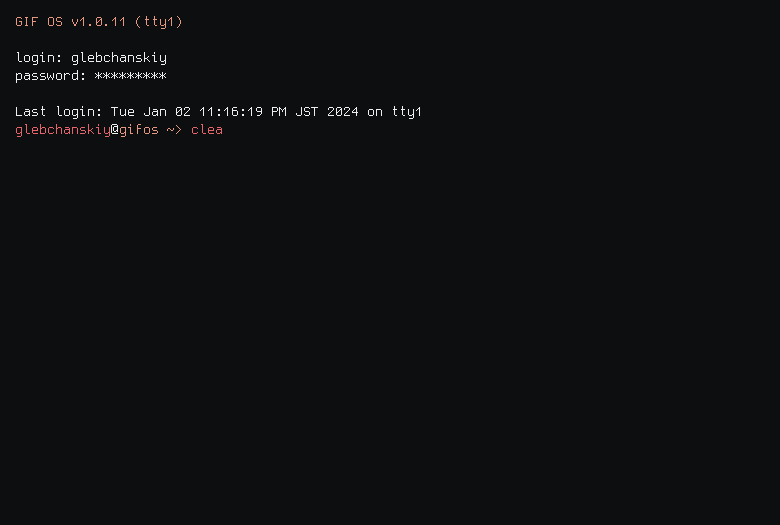 GIF OS v1.0.11 (tty1)
login: glebchanskiy
password: *********
Last login: Tue Jan 02 11:16:19 PM JST 2024 on tty1
glebchanskiy@gifos ~> clea